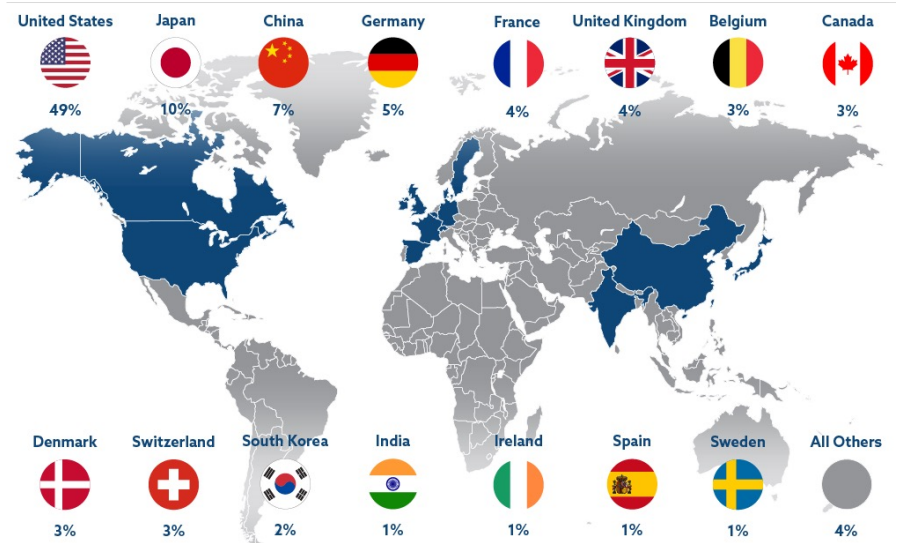 United States
Japan
China
Germany
France
United Kingdom
Belgium
Canada
49%
10%
7%
5%
4%
4%
3%
3%
Denmark
Switzerland
South Korea
India
Ireland
Spain
Sweden
All Others
3%
3%
2%
1%
1%
1%
1%
4%